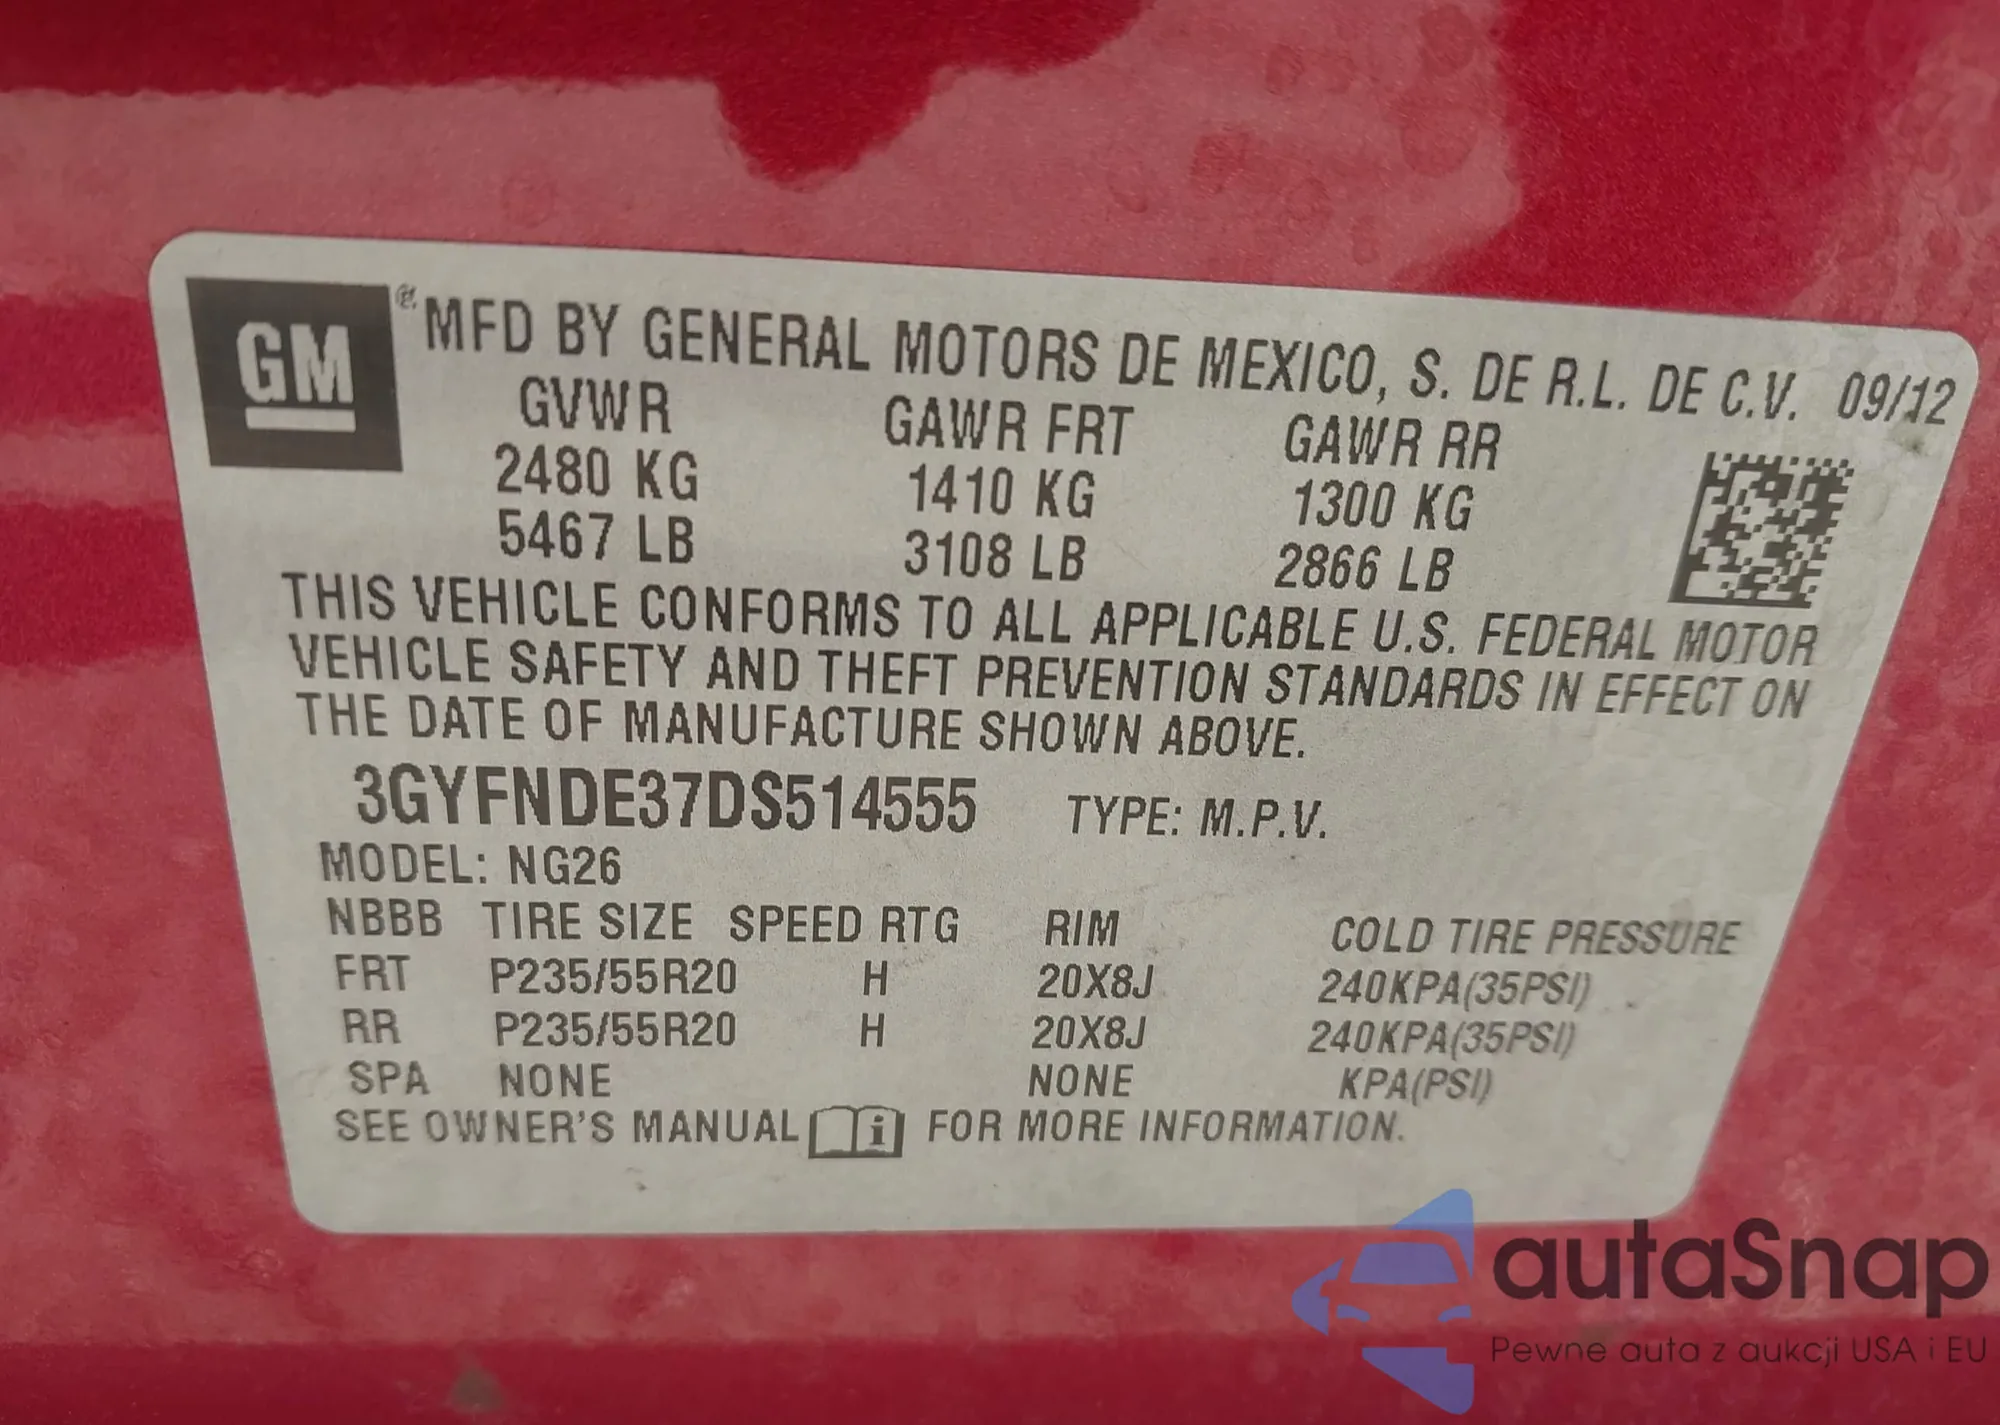 GM ® MFD BY GENERAL MOTORS DE MEXICO, S. DE R.L. DE C.V. 09/12
GVWR GAWR FRT GAWR RR
2480 KG 1410 KG 1300 KG
5467 LB 3108 LB 2866 LB
THIS VEHICLE CONFORMS TO ALL APPLICABLE U.S. FEDERAL MOTOR
VEHICLE SAFETY AND THEFT PREVENTION STANDARDS IN EFFECT ON
THE DATE OF MANUFACTURE SHOWN ABOVE.
3GYFNDE37DS514555 TYPE: M.P.V.
MODEL: NG26
NBBB TIRE SIZE SPEED RTG RIM COLD TIRE PRESSURE
FRT P235/55R20 H 20X8J 240KPA(35PSI)
RR P235/55R20 H 20X8J 240KPA(35PSI)
SPA NONE NONE KPA(PSI)
SEE OWNER'S MANUAL i FOR MORE INFORMATION.
autaSnap
Pewne auta z aukcji USA i EU